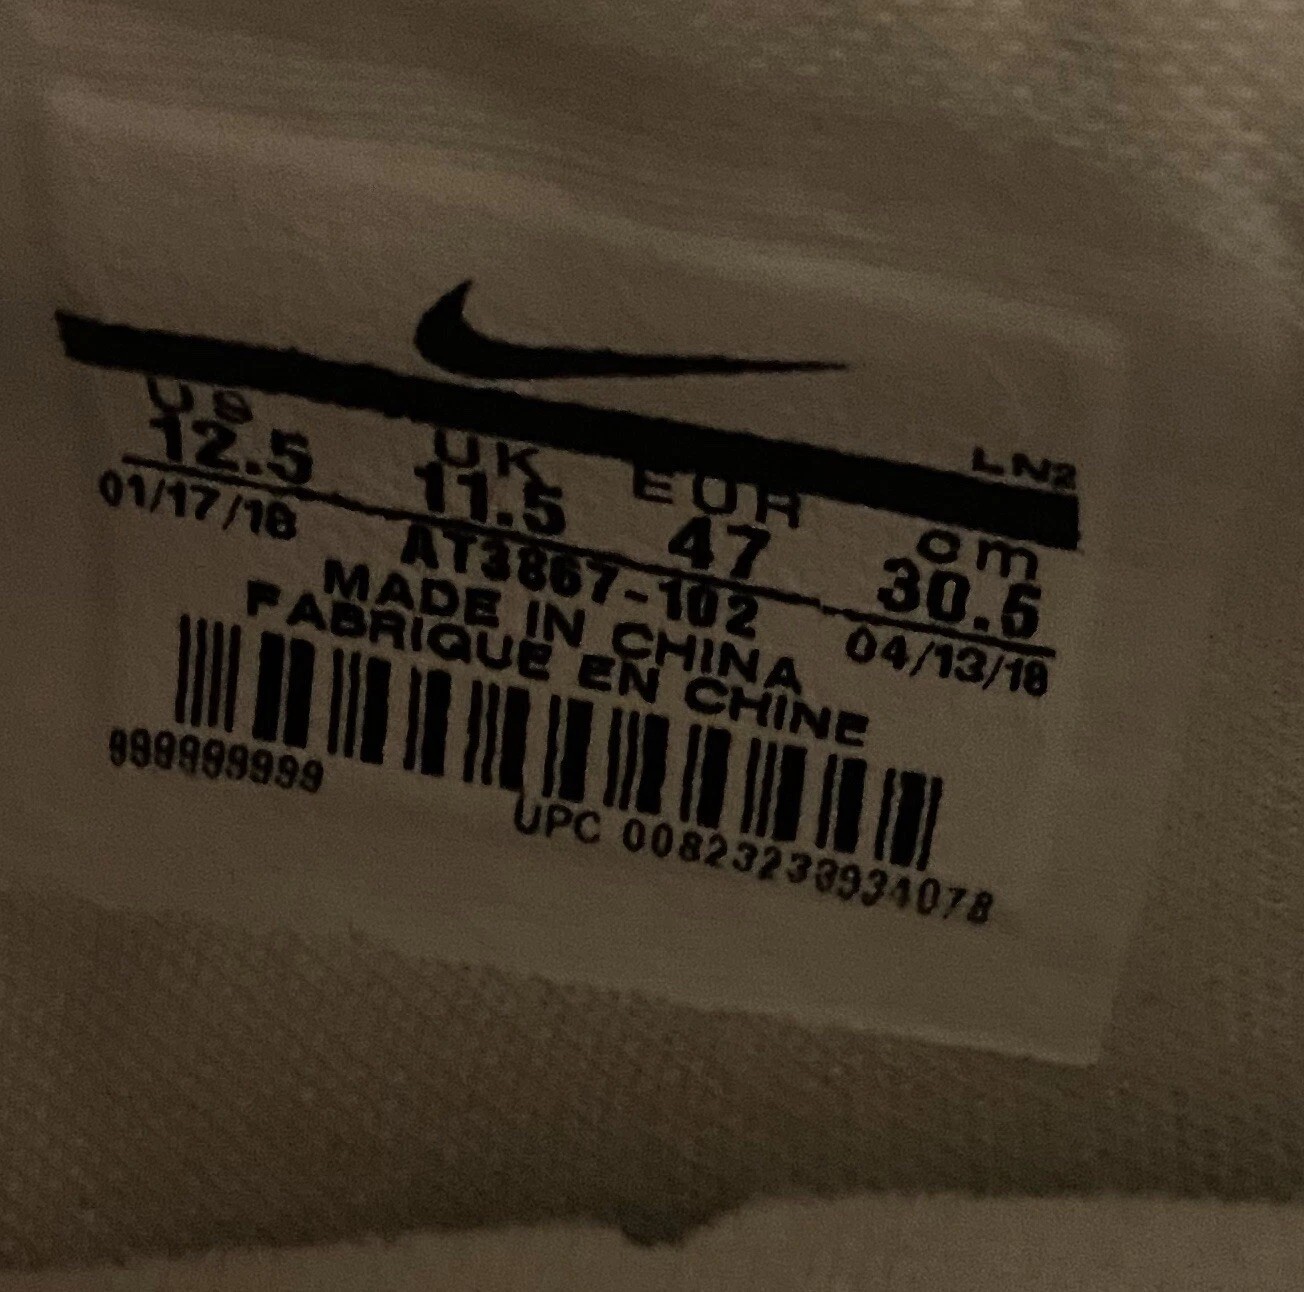 LN2
US UK EUR cm
12.5 11.5 47 30.5
01/17/18 AT3867-102 04/13/18
MADE IN CHINA
FABRIQUE EN CHINE
999999999
UPC 00823233934078